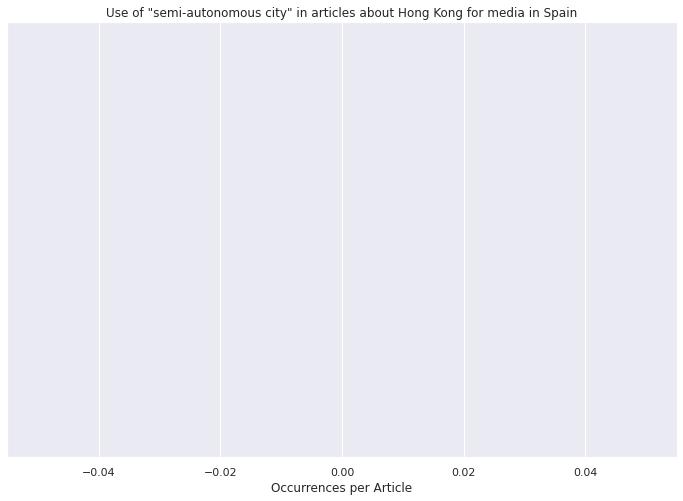 Use of "semi-autonomous city" in articles about Hong Kong for media in Spain
−0.04 −0.02 0.00 0.02 0.04
Occurrences per Article